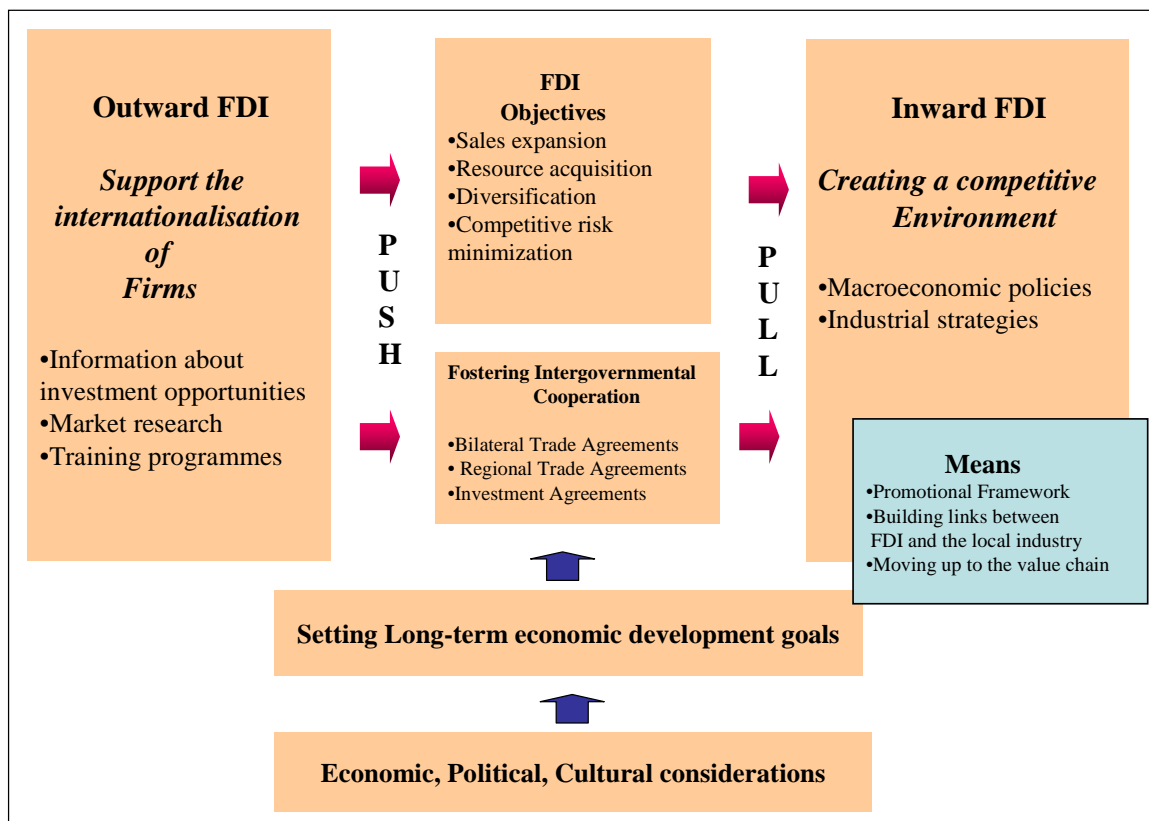 Outward FDI
Support the
internationalisation
of
Firms
•Information about
investment opportunities
•Market research
•Training programmes
P
U
S
H
FDI
Objectives
•Sales expansion
•Resource acquisition
•Diversification
•Competitive risk
minimization
Fostering Intergovernmental
Cooperation
•Bilateral Trade Agreements
• Regional Trade Agreements
•Investment Agreements
P
U
L
L
Inward FDI
Creating a competitive
Environment
•Macroeconomic policies
•Industrial strategies
Means
•Promotional Framework
•Building links between
FDI and the local industry
•Moving up to the value chain
Setting Long-term economic development goals
Economic, Political, Cultural considerations